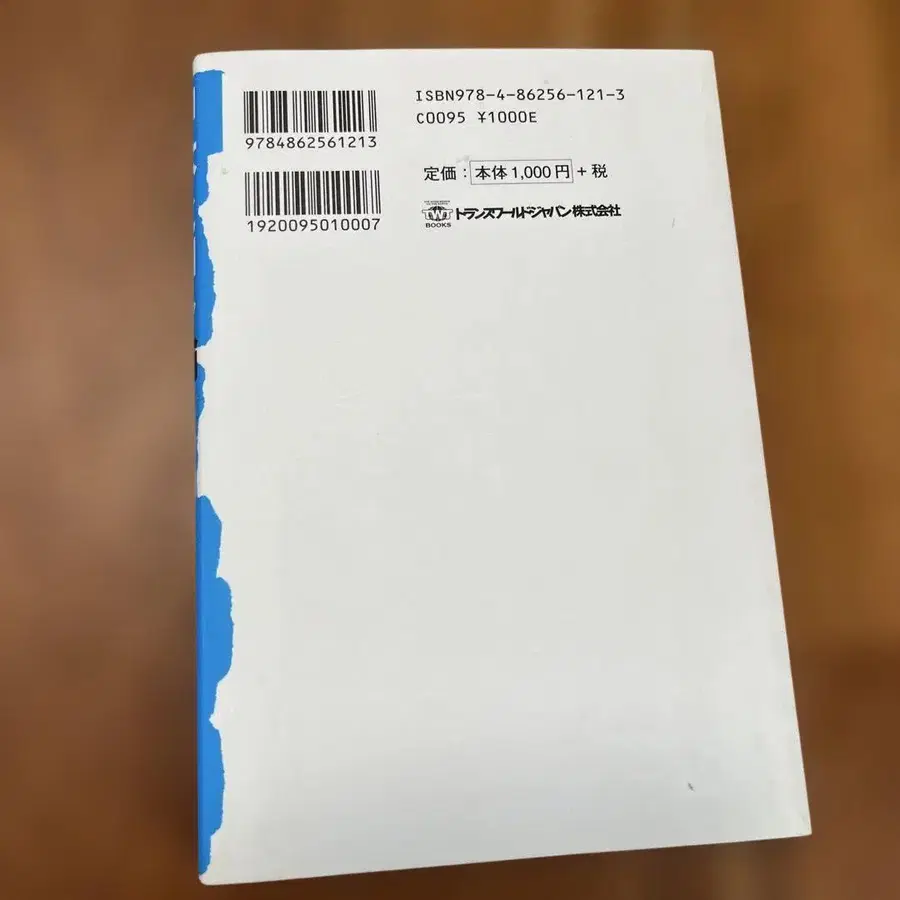 ISBN978-4-86256-121-3
C0095 ¥1000E
9784862561213
定価：本体1,000円+税
1920095010007
TWJ
BOOKS
トランスワールドジャパン株式会社